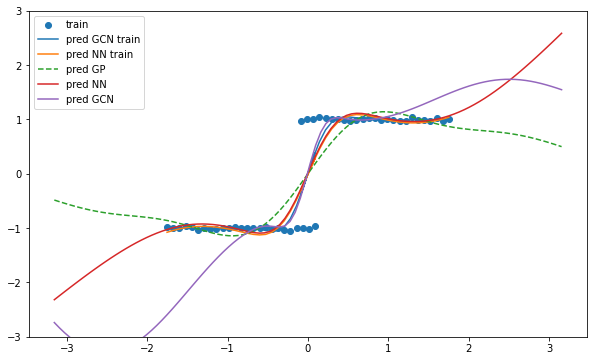 3
train
pred GCN train
pred NN train
pred GP
pred NN
pred GCN
2
1
0
−1
−2
−3
−3 −2 −1 0 1 2 3